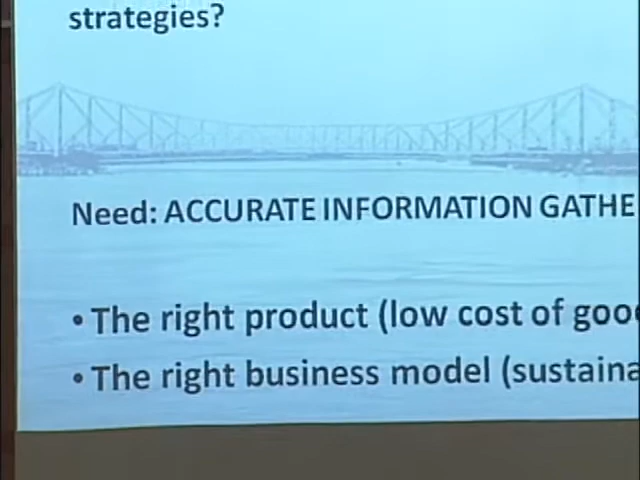 strategies?
Need: ACCURATE INFORMATION GATHE
• The right product (low cost of goo
• The right business model (sustaina